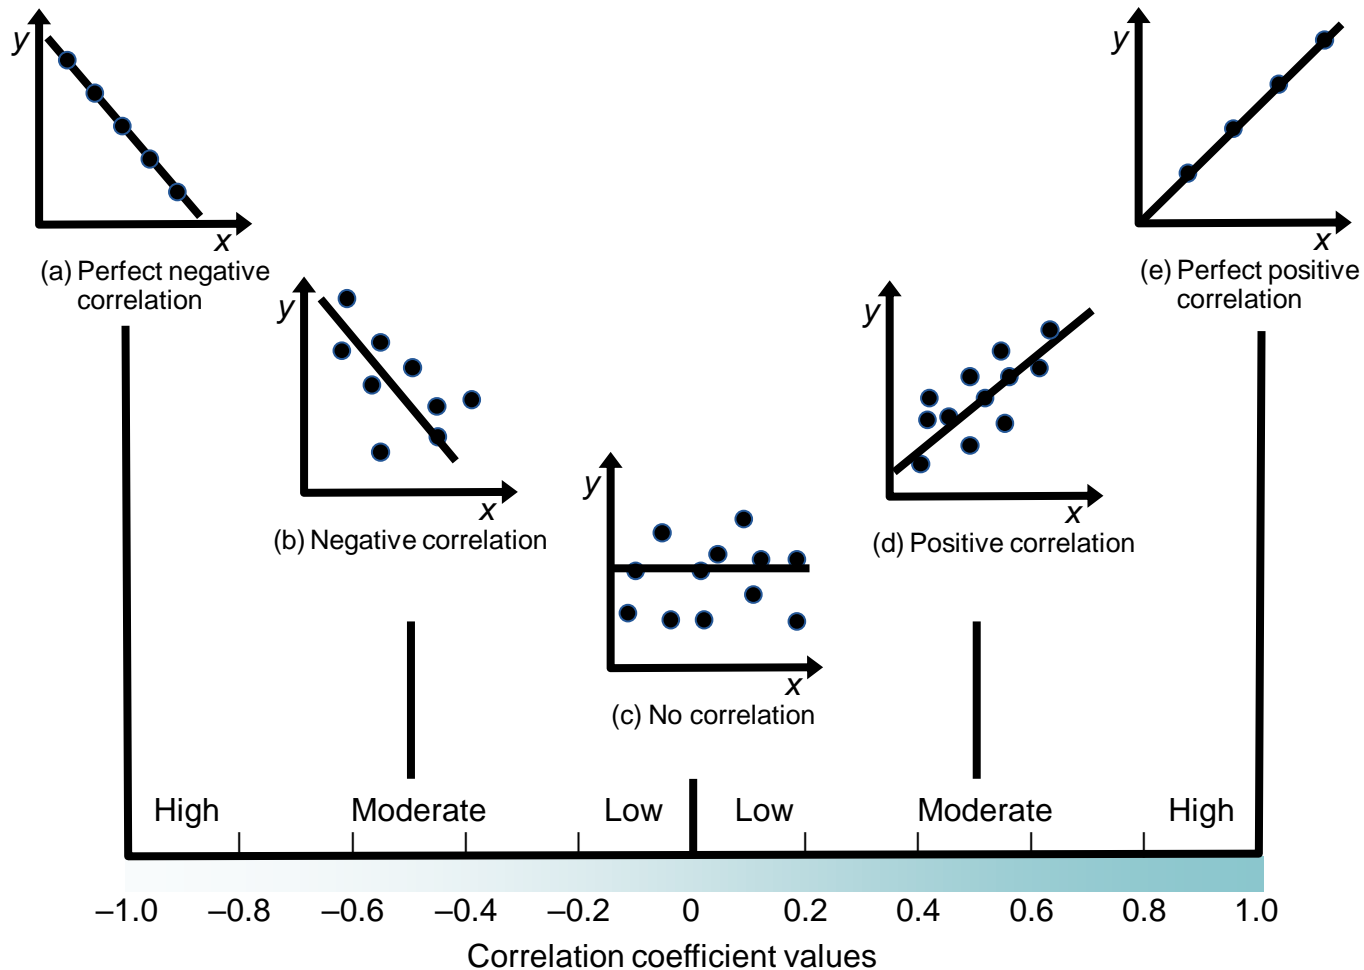 y
x
(a) Perfect negative
correlation
y
x
(e) Perfect positive
correlation
y
x
(b) Negative correlation
y
x
(d) Positive correlation
y
x
(c) No correlation
High
Moderate
Low
Low
Moderate
High
–1.0 –0.8 –0.6 –0.4 –0.2 0 0.2 0.4 0.6 0.8 1.0
Correlation coefficient values